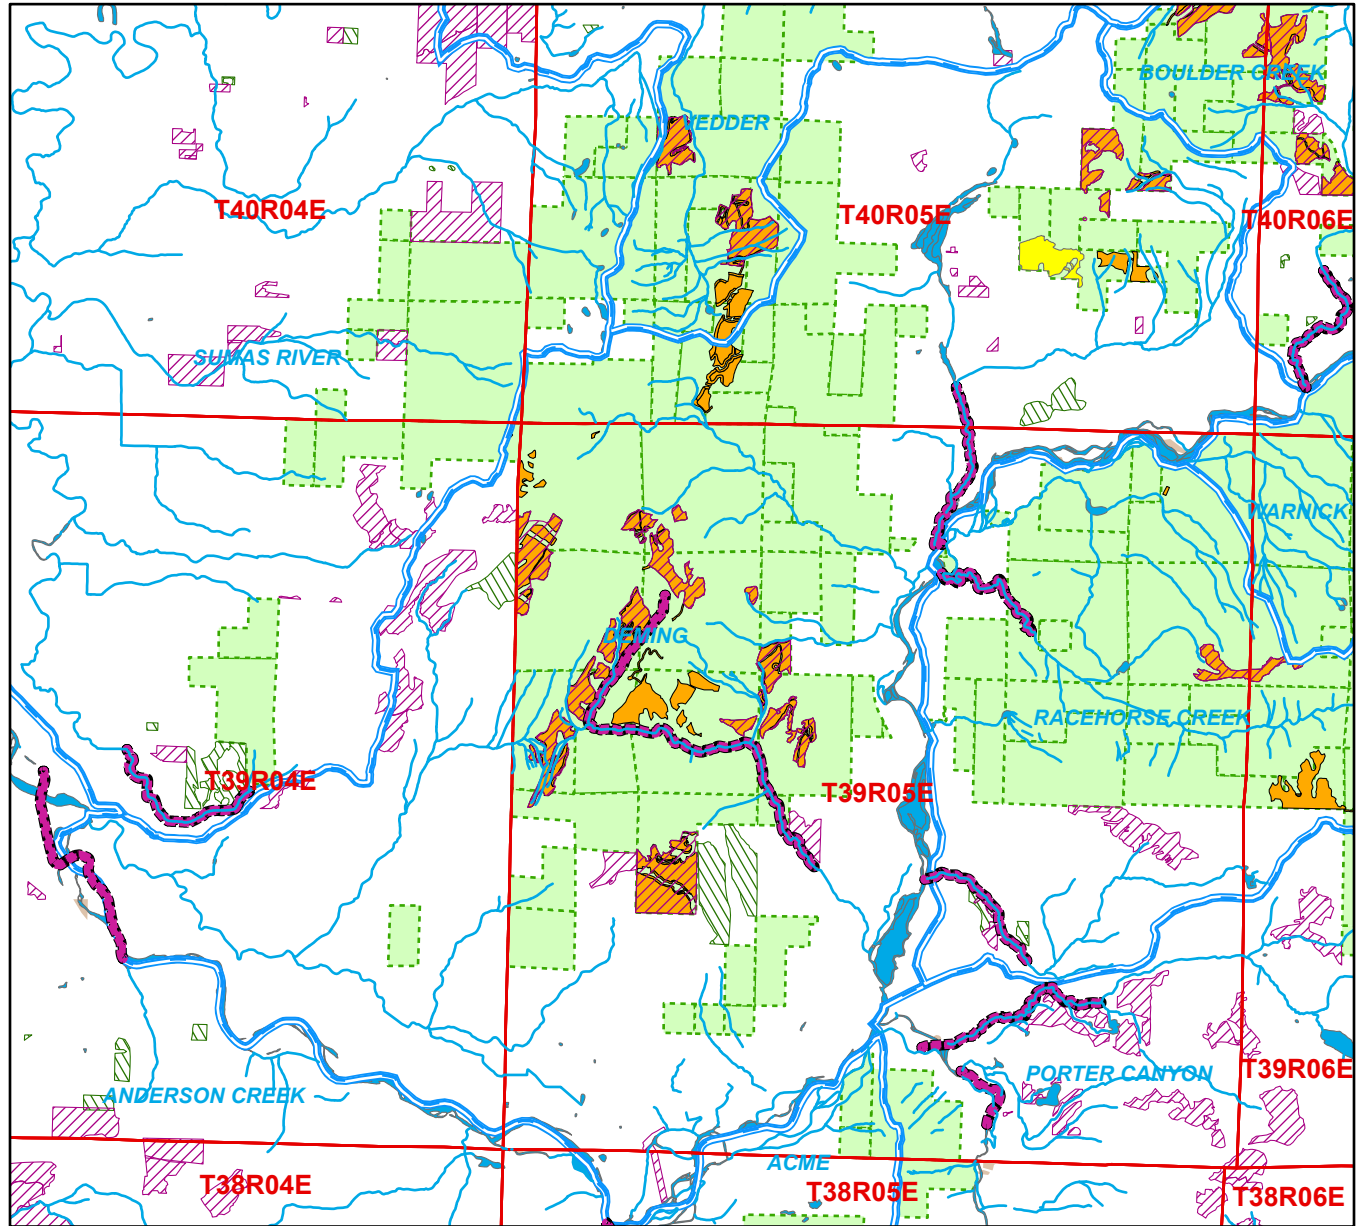 BOULDER CREEK
VEDDER
T40R04E
T40R05E
T40R06E
SUMAS RIVER
WARNICK
DEMING
RACEHORSE CREEK
T39R04E
T39R05E
T39R06E
PORTER CANYON
ANDERSON CREEK
ACME
T38R04E
T38R05E
T38R06E